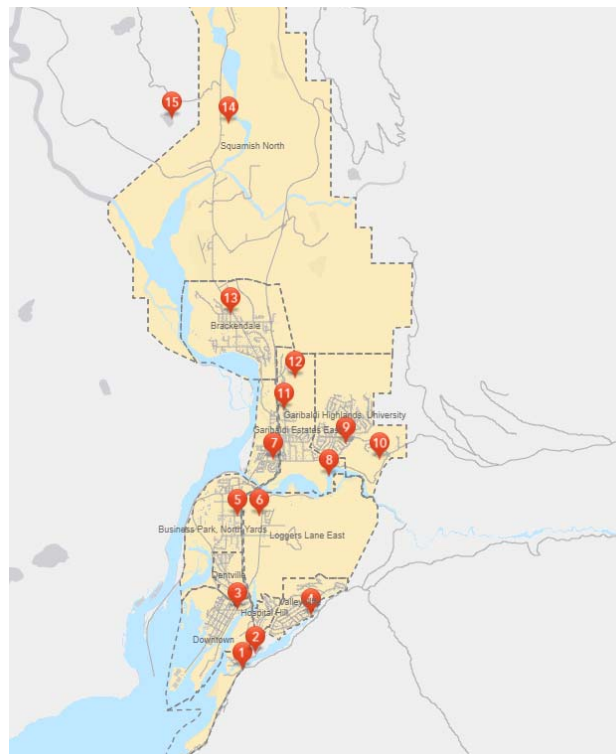 15
14
Squamish North
13
Brackendale
12
11
Garibaldi Highlands, University
9
Garibaldi Estates East
7
10
8
5
6
Business Park, North Yards
Loggers Lane East
Dentville
3
4
Hospital Hill
Downtown
2
1